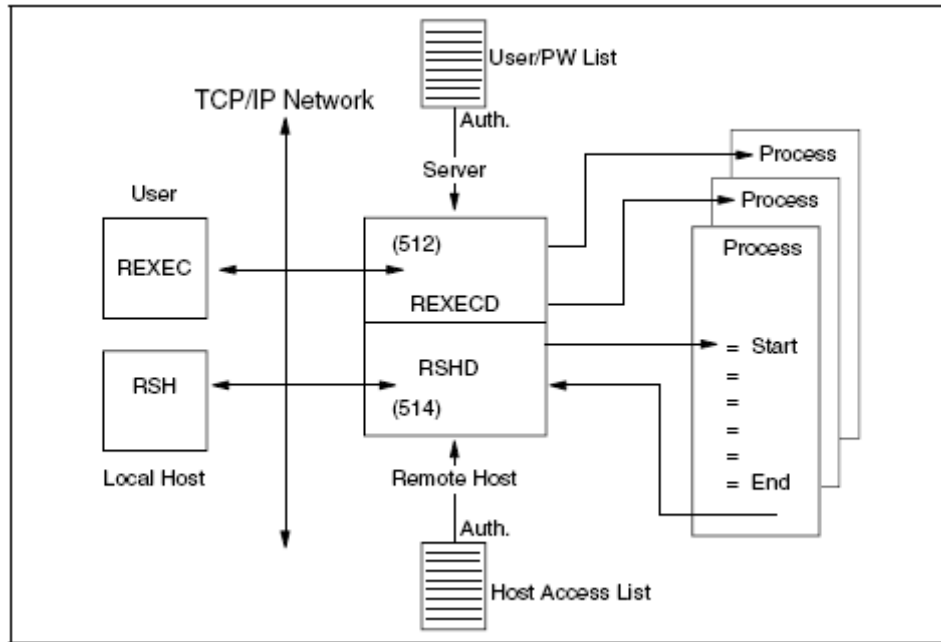 User/PW List
TCP/IP Network
Auth.
Server
Process
Process
Process
User
REXEC
(512)
REXECD
RSH
RSHD
(514)
= Start
=
=
=
=
= End
Local Host
Remote Host
Auth.
Host Access List